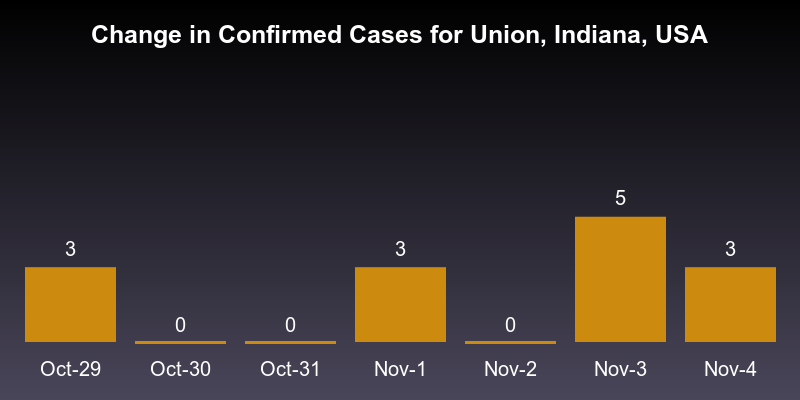 Change in Confirmed Cases for Union, Indiana, USA
3 0 0 3 0 5 3
Oct-29 Oct-30 Oct-31 Nov-1 Nov-2 Nov-3 Nov-4